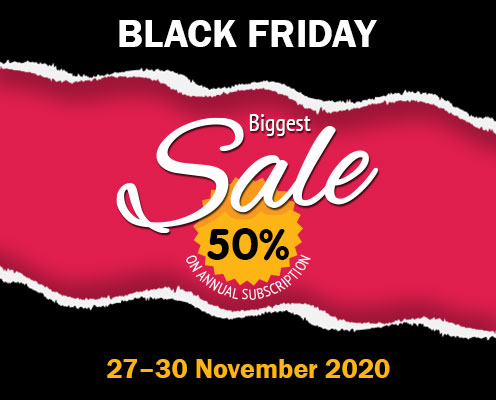 BLACK FRIDAY
Biggest
Sale
50%
ON ANNUAL SUBSCRIPTION
27–30 November 2020